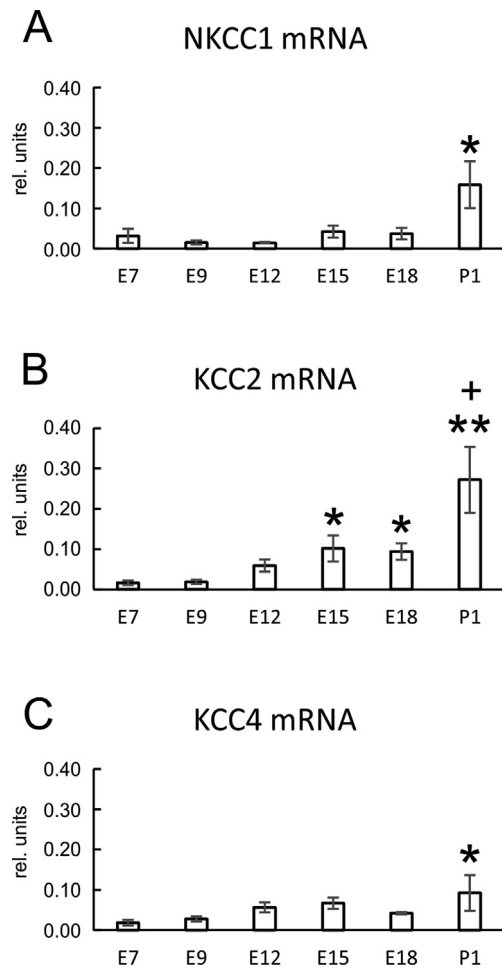 A
NKCC1 mRNA
rel. units
0.40
0.30
0.20
0.10
0.00
*
E7 E9 E12 E15 E18 P1
B
KCC2 mRNA
rel. units
0.40
0.30
0.20
0.10
0.00
+
**
* *
E7 E9 E12 E15 E18 P1
C
KCC4 mRNA
rel. units
0.40
0.30
0.20
0.10
0.00
*
E7 E9 E12 E15 E18 P1